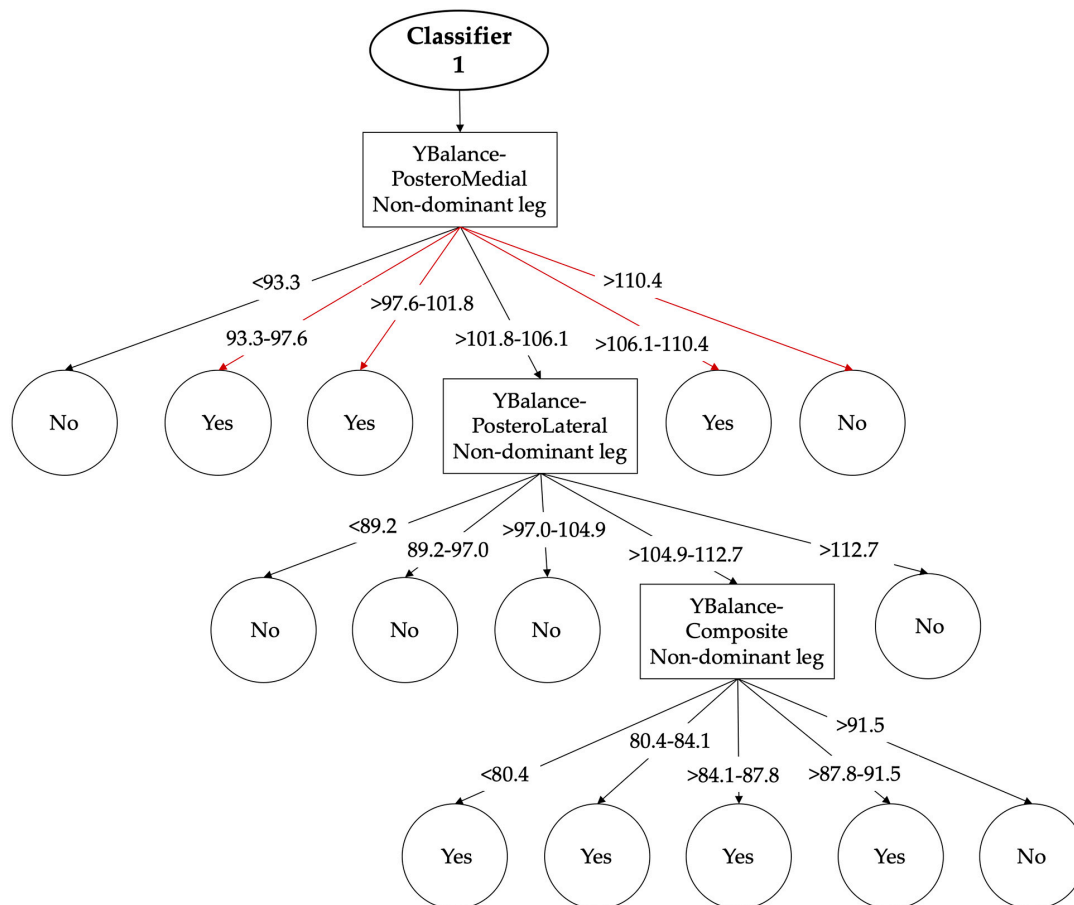 Classifier
1
YBalance-
PosteroMedial
Non-dominant leg
<93.3
93.3-97.6
>97.6-101.8
>101.8-106.1
>106.1-110.4
>110.4
No
Yes
Yes
YBalance-
PosteroLateral
Non-dominant leg
Yes
No
<89.2
89.2-97.0
>97.0-104.9
>104.9-112.7
>112.7
No
No
No
YBalance-
Composite
Non-dominant leg
No
<80.4
80.4-84.1
>84.1-87.8
>87.8-91.5
>91.5
Yes
Yes
Yes
Yes
No